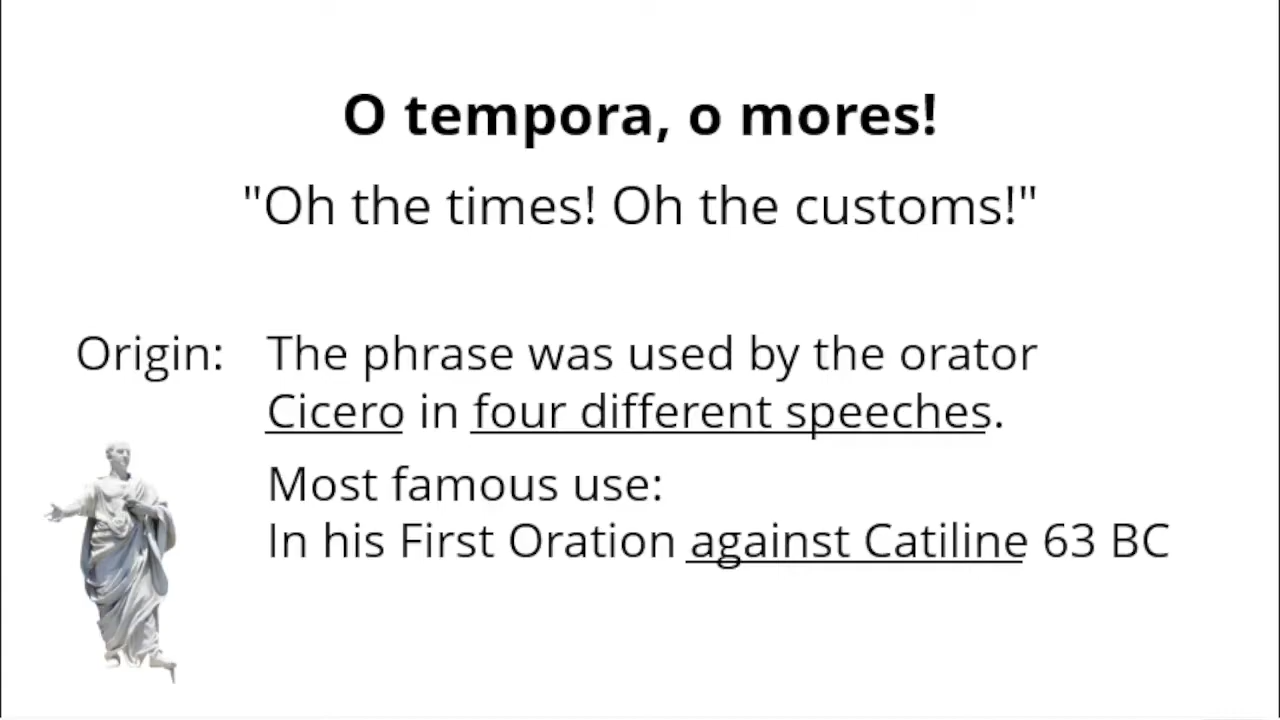 O tempora, o mores!
"Oh the times! Oh the customs!"
Origin: The phrase was used by the orator
Cicero in four different speeches.
Most famous use:
In his First Oration against Catiline 63 BC